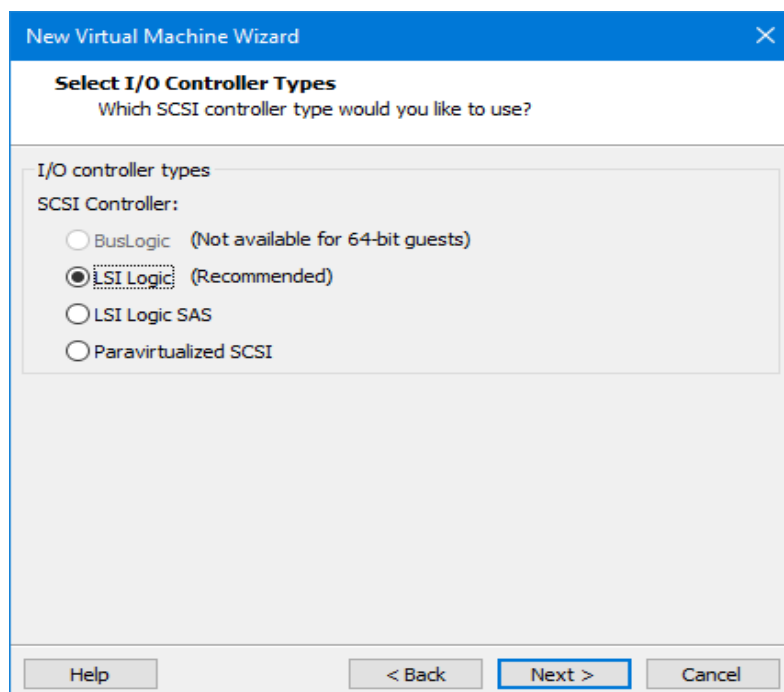 New Virtual Machine Wizard
Select I/O Controller Types
Which SCSI controller type would you like to use?
I/O controller types
SCSI Controller:
BusLogic (Not available for 64-bit guests)
LSI Logic (Recommended)
LSI Logic SAS
Paravirtualized SCSI
Help < Back Next > Cancel